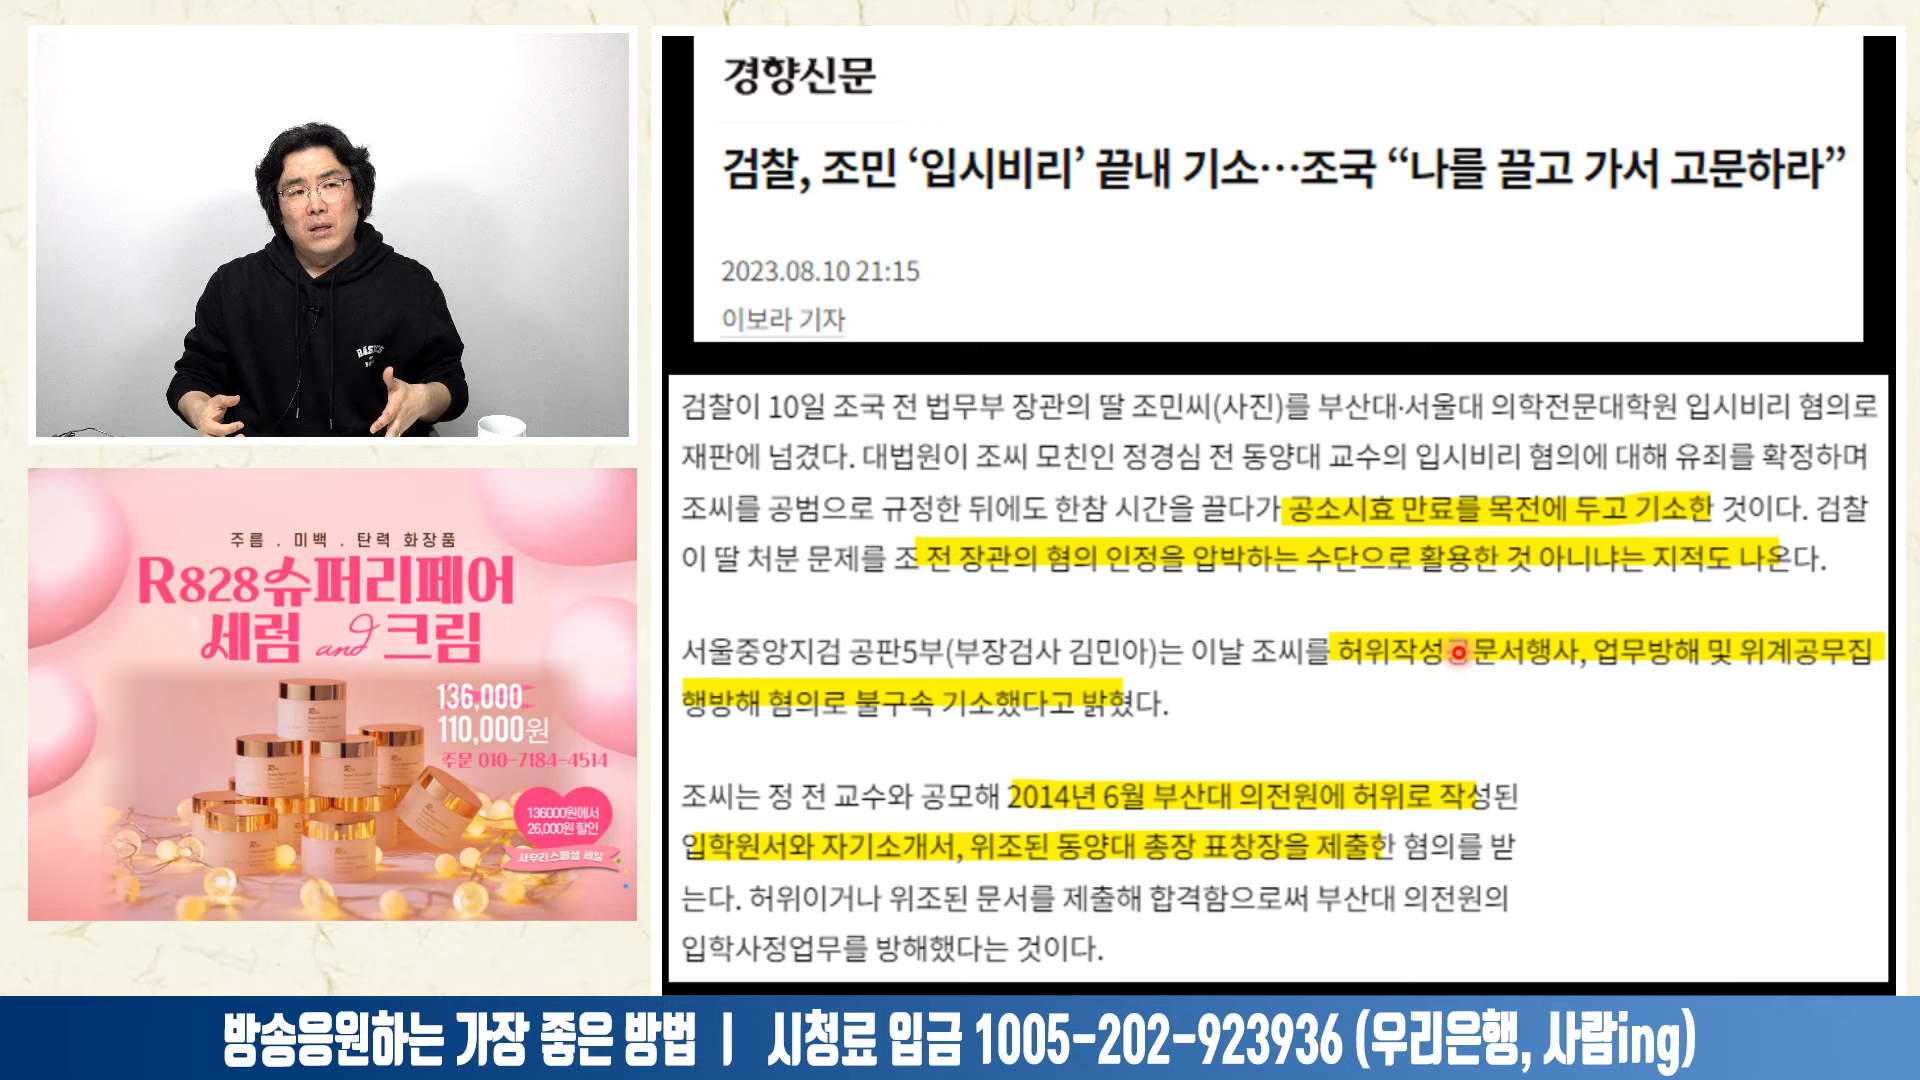 경향신문
검찰, 조민 ‘입시비리’ 끝내 기소…조국 “나를 끌고 가서 고문하라”
2023.08.10 21:15
이보라 기자
검찰이 10일 조국 전 법무부 장관의 딸 조민씨(사진)를 부산대·서울대 의학전문대학원 입시비리 혐의로
재판에 넘겼다. 대법원이 조씨 모친인 정경심 전 동양대 교수의 입시비리 혐의에 대해 유죄를 확정하며
조씨를 공범으로 규정한 뒤에도 한참 시간을 끌다가 공소시효 만료를 목전에 두고 기소한 것이다. 검찰
이 딸 처분 문제를 조 전 장관의 혐의 인정을 압박하는 수단으로 활용한 것 아니냐는 지적도 나온다.
서울중앙지검 공판5부(부장검사 김민아)는 이날 조씨를 허위작성공문서행사, 업무방해 및 위계공무집
행방해 혐의로 불구속 기소했다고 밝혔다.
조씨는 정 전 교수와 공모해 2014년 6월 부산대 의전원에 허위로 작성된
입학원서와 자기소개서, 위조된 동양대 총장 표창장을 제출한 혐의를 받
는다. 허위이거나 위조된 문서를 제출해 합격함으로써 부산대 의전원의
입학사정업무를 방해했다는 것이다.
주름 . 미백 . 탄력 화장품
R828슈퍼리페어
세럼 and 크림
136,000
110,000원
주문 010-7184-4514
136000원에서
26,000원 할인
사무리스페셜 세일
방송응원하는 가장 좋은 방법 ㅣ 시청료 입금 1005-202-923936 (우리은행, 사람ing)